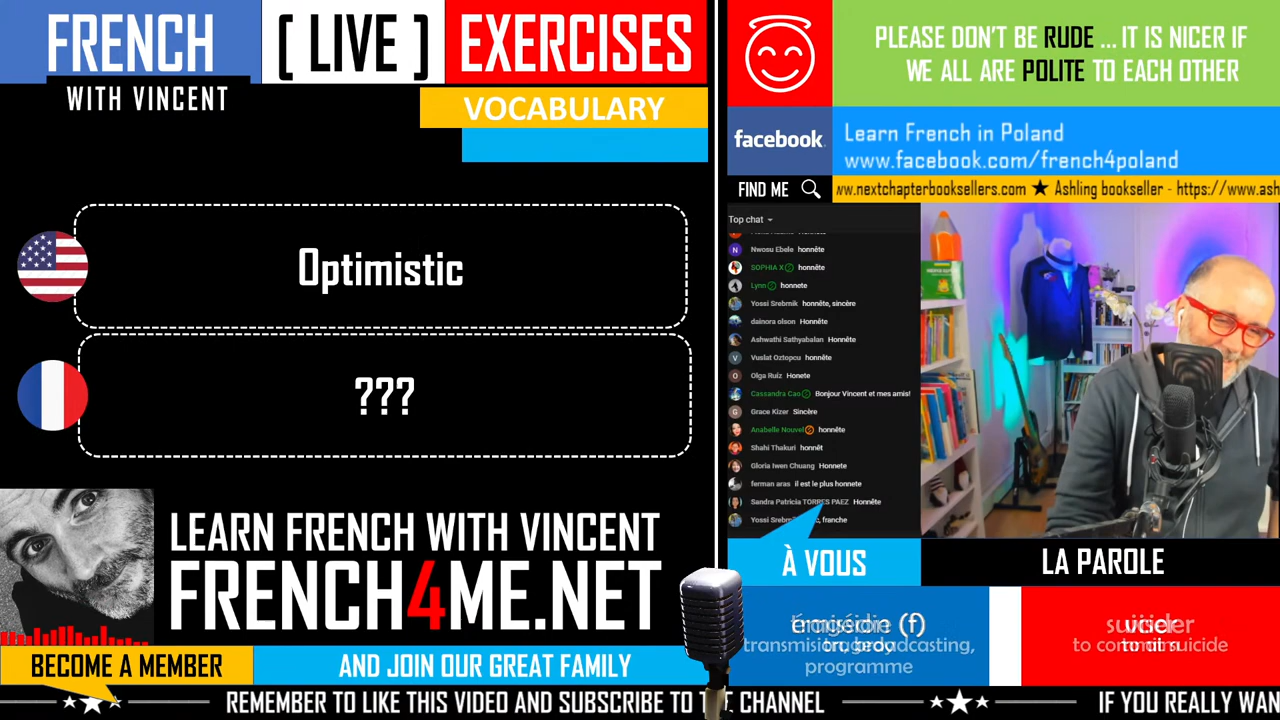 FRENCH
WITH VINCENT
[ LIVE ]
EXERCISES
VOCABULARY
Optimistic
???
LEARN FRENCH WITH VINCENT
FRENCH4ME.NET
BECOME A MEMBER
AND JOIN OUR GREAT FAMILY
PLEASE DON'T BE RUDE ... IT IS NICER IF
WE ALL ARE POLITE TO EACH OTHER
facebook
Learn French in Poland
www.facebook.com/french4poland
FIND ME
www.nextchapterbooksellers.com ★ Ashling bookseller - https://www.ash
Top chat
Nwosu Ebele honnête
SOPHIA X honnête
Lynn honnete
Yossi Srebrnik honnête, sincère
dainora olson Honnête
Ashwathi Sathyabalan Honnête
Vuslat Oztopcu honnête
Olga Ruiz Honete
Cassandra Cao Bonjour Vincent et mes amis!
Grace Kizer Sincère
Anabelle Nouvel honnête
Shahi Thakuri honnêt
Gloria Iwen Chuang Honnete
ferman aras il est le plus honnete
Sandra Patricia TORRES PAEZ Honnête
Yossi franche
À VOUS
LA PAROLE
(f)
transmision, broadcasting,
programme
REMEMBER TO LIKE THIS VIDEO AND SUBSCRIBE TO CHANNEL
IF YOU REALLY WAN